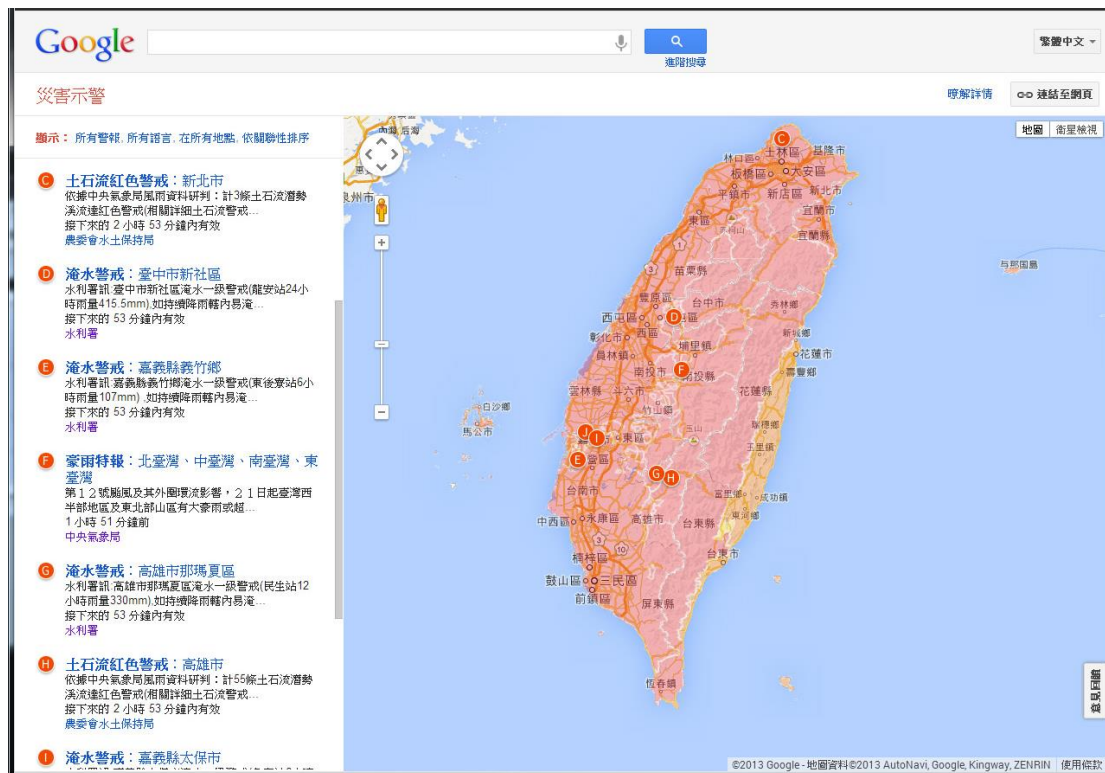 Google
進階搜尋
繁體中文
災害示警
瞭解詳情
連結至網頁
顯示： 所有警報, 所有語言, 在所有地點, 依關聯性排序
C
土石流紅色警戒：新北市
依據中央氣象局風雨資料研判：計3條土石流潛勢
溪流達紅色警戒(相關詳細土石流警戒...
接下來的 2 小時 53 分鐘內有效
農委會水土保持局
D
淹水警戒：臺中市新社區
水利署訊:臺中市新社區淹水一級警戒(龍安站24小
時雨量415.5mm),如持續降雨轄內易淹...
接下來的 53 分鐘內有效
水利署
E
淹水警戒：嘉義縣義竹鄉
水利署訊:嘉義縣義竹鄉淹水一級警戒(東後寮站6小
時雨量107mm) ,如持續降雨轄內易淹...
接下來的 53 分鐘內有效
水利署
F
豪雨特報：北臺灣、中臺灣、南臺灣、東
臺灣
第１２號颱風及其外圍環流影響，２１日起臺灣西
半部地區及東北部山區有大豪雨或超...
1 小時 51 分鐘前
中央氣象局
G
淹水警戒：高雄市那瑪夏區
水利署訊:高雄市那瑪夏區淹水一級警戒(民生站12
小時雨量330mm),如持續降雨轄內易淹...
接下來的 53 分鐘內有效
水利署
H
土石流紅色警戒：高雄市
依據中央氣象局風雨資料研判：計55條土石流潛勢
溪流達紅色警戒(相關詳細土石流警戒...
接下來的 2 小時 53 分鐘內有效
農委會水土保持局
I
淹水警戒：嘉義縣太保市
地圖
衛星檢視
泉州市
C
林口區
士林區
基隆市
板橋區
大安區
平鎮市
新店區
新北市
東區
宜蘭市
宜蘭縣
1
3
苗栗縣
与那国島
豐原區
台中市
秀林鄉
西屯區
D
西區
新城鄉
彰化市
員林鎮
埔里鎮
花蓮市
南投市
F
南投縣
壽豐鄉
雲林縣
斗六市
花蓮縣
竹山鎮
白沙鄉
馬公市
J
I
東區
玉山
瑞穗鄉
玉里鎮
E
G
H
台南市
富里鄉
成功鎮
中西區
永康區
高雄市
台東縣
東河鄉
3
10
楠梓區
台東市
鼓山區
三民區
前鎮區
屏東縣
恆春鎮
意見回饋
©2013 Google - 地圖資料©2013 AutoNavi, Google, Kingway, ZENRIN
使用條款